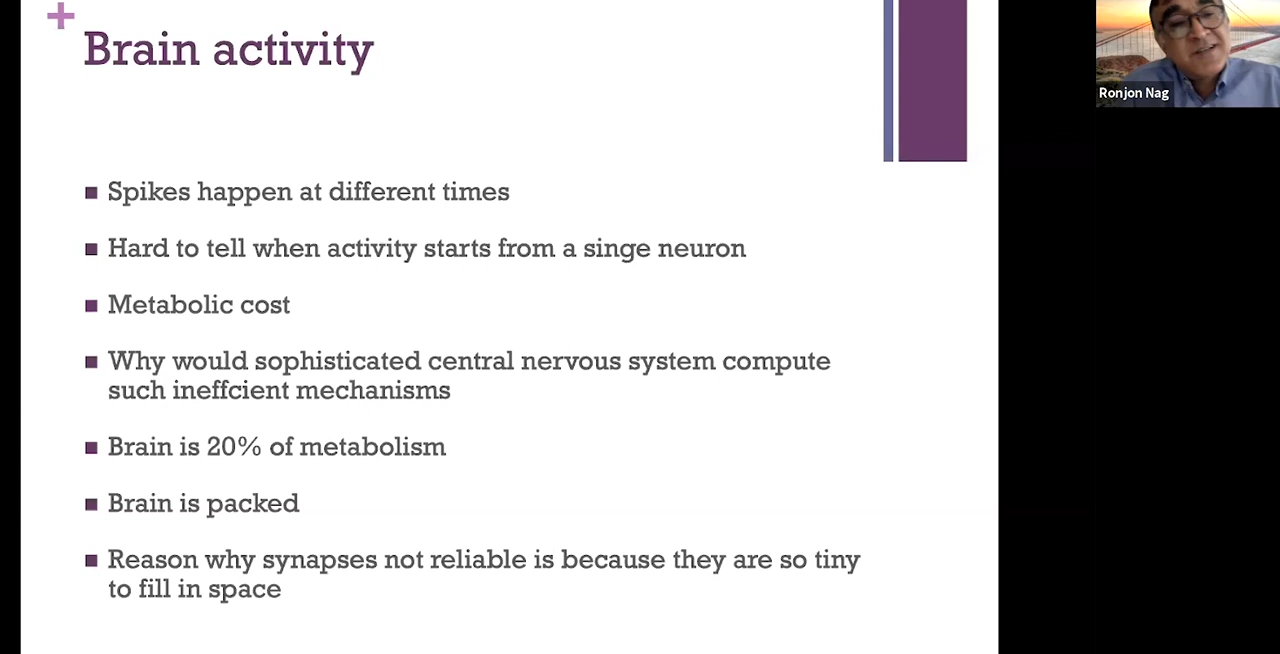 Brain activity
Spikes happen at different times
Hard to tell when activity starts from a singe neuron
Metabolic cost
Why would sophisticated central nervous system compute
such ineffcient mechanisms
Brain is 20% of metabolism
Brain is packed
Reason why synapses not reliable is because they are so tiny
to fill in space
Ronjon Nag